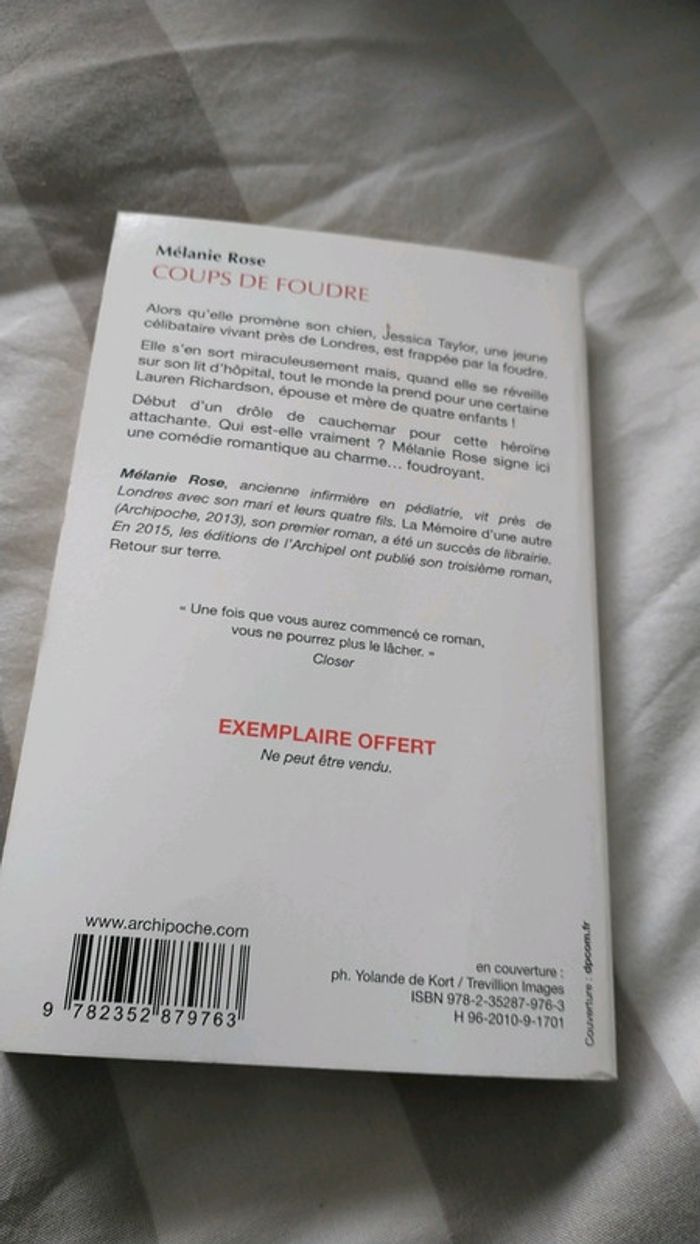 Mélanie Rose
COUPS DE FOUDRE
Alors qu'elle promène son chien, Jessica Taylor, une jeune
célibataire vivant près de Londres, est frappée par la foudre.
Elle s'en sort miraculeusement mais, quand elle se réveille
sur son lit d'hôpital, tout le monde la prend pour une certaine
Lauren Richardson, épouse et mère de quatre enfants !
Début d'un drôle de cauchemar pour cette héroïne
attachante. Qui est-elle vraiment ? Mélanie Rose signe ici
une comédie romantique au charme... foudroyant.
Mélanie Rose, ancienne infirmière en pédiatrie, vit près de
Londres avec son mari et leurs quatre fils. La Mémoire d'une autre
(Archipoche, 2013), son premier roman, a été un succès de librairie.
En 2015, les éditions de l'Archipel ont publié son troisième roman,
Retour sur terre.
« Une fois que vous aurez commencé ce roman,
vous ne pourrez plus le lâcher. »
Closer
EXEMPLAIRE OFFERT
Ne peut être vendu.
www.archipoche.com
9 782352 879763
en couverture :
ph. Yolande de Kort / Trevillion Images
ISBN 978-2-35287-976-3
H 96-2010-9-1701
Couverture : dpcom.fr